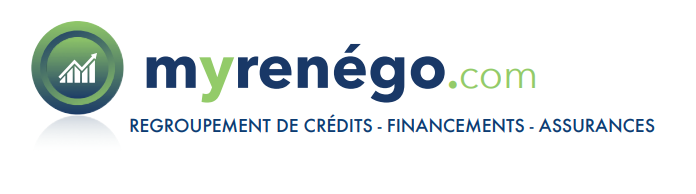 myrenégo.com
REGROUPEMENT DE CRÉDITS - FINANCEMENTS - ASSURANCES